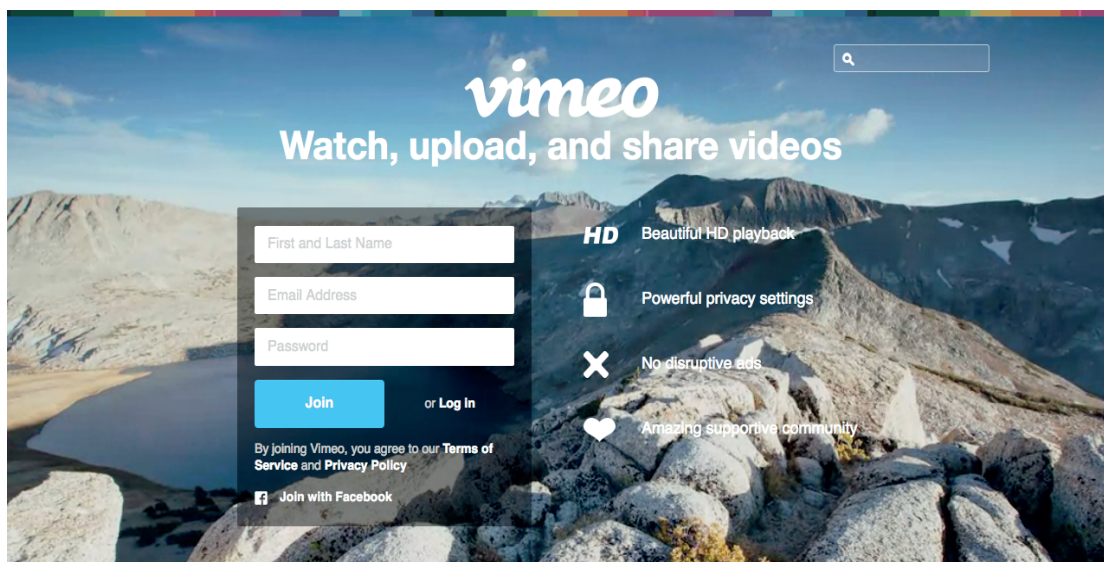 vimeo
Watch, upload, and share videos
First and Last Name
Email Address
Password
Join
or Log in
By joining Vimeo, you agree to our Terms of
Service and Privacy Policy
Join with Facebook
HD
Beautiful HD playback
Powerful privacy settings
No disruptive ads
Amazing supportive community